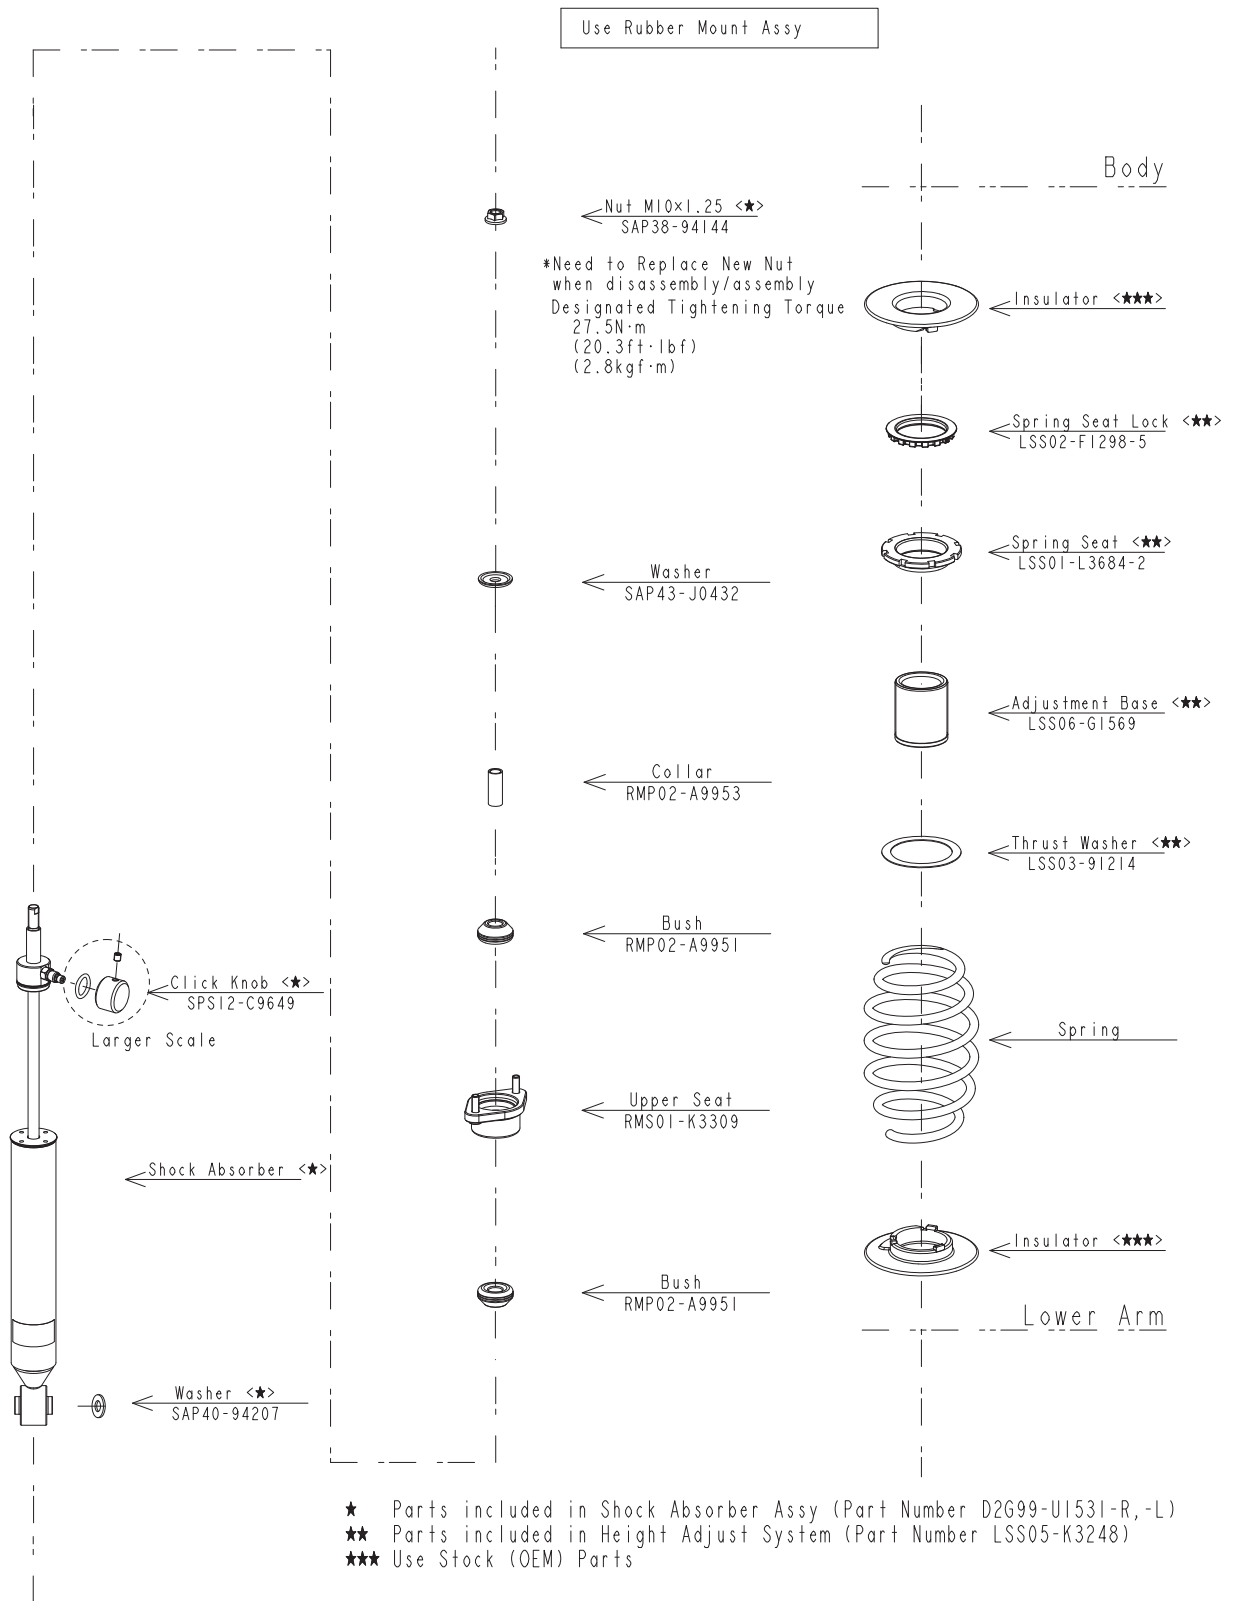 Use Rubber Mount Assy
Body
Nut M10×1.25 <★>
SAP38-94144
*Need to Replace New Nut
when disassembly/assembly
Designated Tightening Torque
27.5N·m
(20.3ft·lbf)
(2.8kgf·m)
Insulator <★★★>
Spring Seat Lock <★★>
LSS02-F1298-5
Spring Seat <★★>
LSS01-L3684-2
Washer
SAP43-J0432
Adjustment Base <★★>
LSS06-G1569
Collar
RMP02-A9953
Thrust Washer <★★>
LSS03-91214
Bush
RMP02-A9951
Click Knob <★>
SPS12-C9649
Larger Scale
Spring
Upper Seat
RMS01-K3309
Shock Absorber <★>
Insulator <★★★>
Bush
RMP02-A9951
Lower Arm
Washer <★>
SAP40-94207
★ Parts included in Shock Absorber Assy (Part Number D2G99-U1531-R,-L)
★★ Parts included in Height Adjust System (Part Number LSS05-K3248)
★★★ Use Stock (OEM) Parts